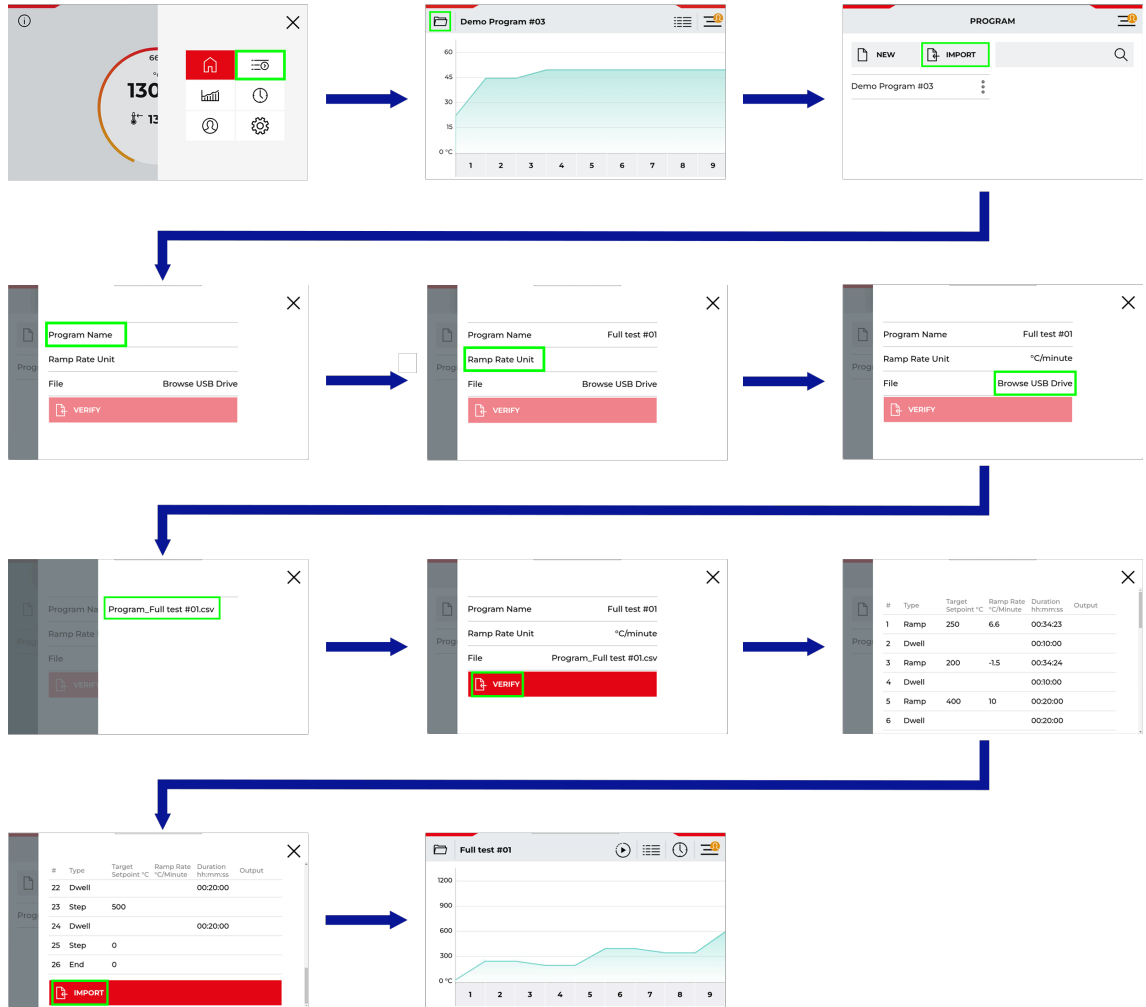 66
130
13
Demo Program #03
60
45
30
15
0 °C
1 2 3 4 5 6 7 8 9
PROGRAM
NEW
IMPORT
Demo Program #03
Program Name
Ramp Rate Unit
File Browse USB Drive
VERIFY
Prog
Program Name Full test #01
Ramp Rate Unit
File Browse USB Drive
VERIFY
Prog
Program Name Full test #01
Ramp Rate Unit °C/minute
File Browse USB Drive
VERIFY
Prog
Program Na
Program_Full test #01.csv
Ramp Rate
File
VERIFY
Prog
Program Name Full test #01
Ramp Rate Unit °C/minute
File Program_Full test #01.csv
VERIFY
Prog
# Type Target Setpoint °C Ramp Rate °C/Minute Duration hh:mm:ss Output
1 Ramp 250 6.6 00:34:23
2 Dwell 00:10:00
3 Ramp 200 -1.5 00:34:24
4 Dwell 00:10:00
5 Ramp 400 10 00:20:00
6 Dwell 00:20:00
Prog
# Type Target Setpoint °C Ramp Rate °C/Minute Duration hh:mm:ss Output
22 Dwell 00:20:00
23 Step 500
24 Dwell 00:20:00
25 Step 0
26 End 0
IMPORT
Prog
Full test #01
1200
900
600
300
0 °C
1 2 3 4 5 6 7 8 9